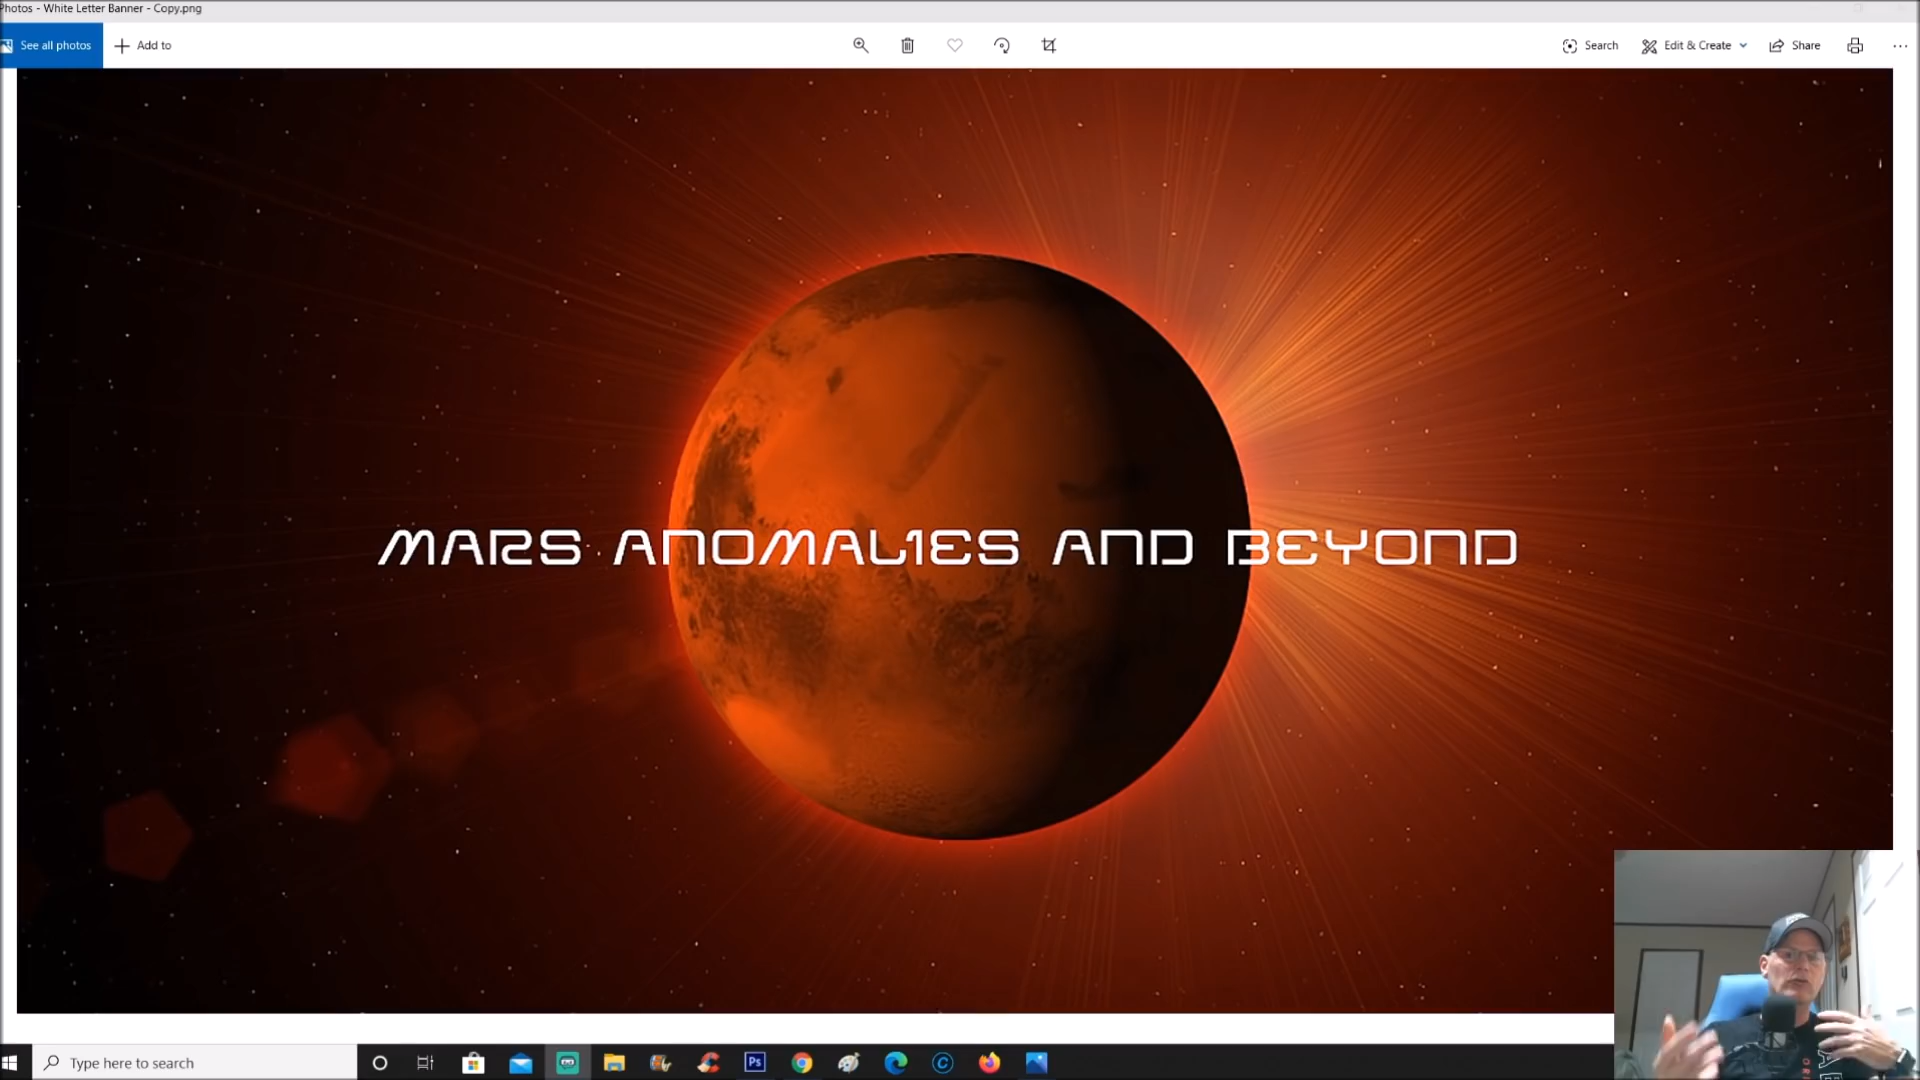 Photos - White Letter Banner - Copy.png
See all photos
Add to
Search
Edit & Create
Share
MARS ANOMALIES AND BEYOND
Type here to search
Ps